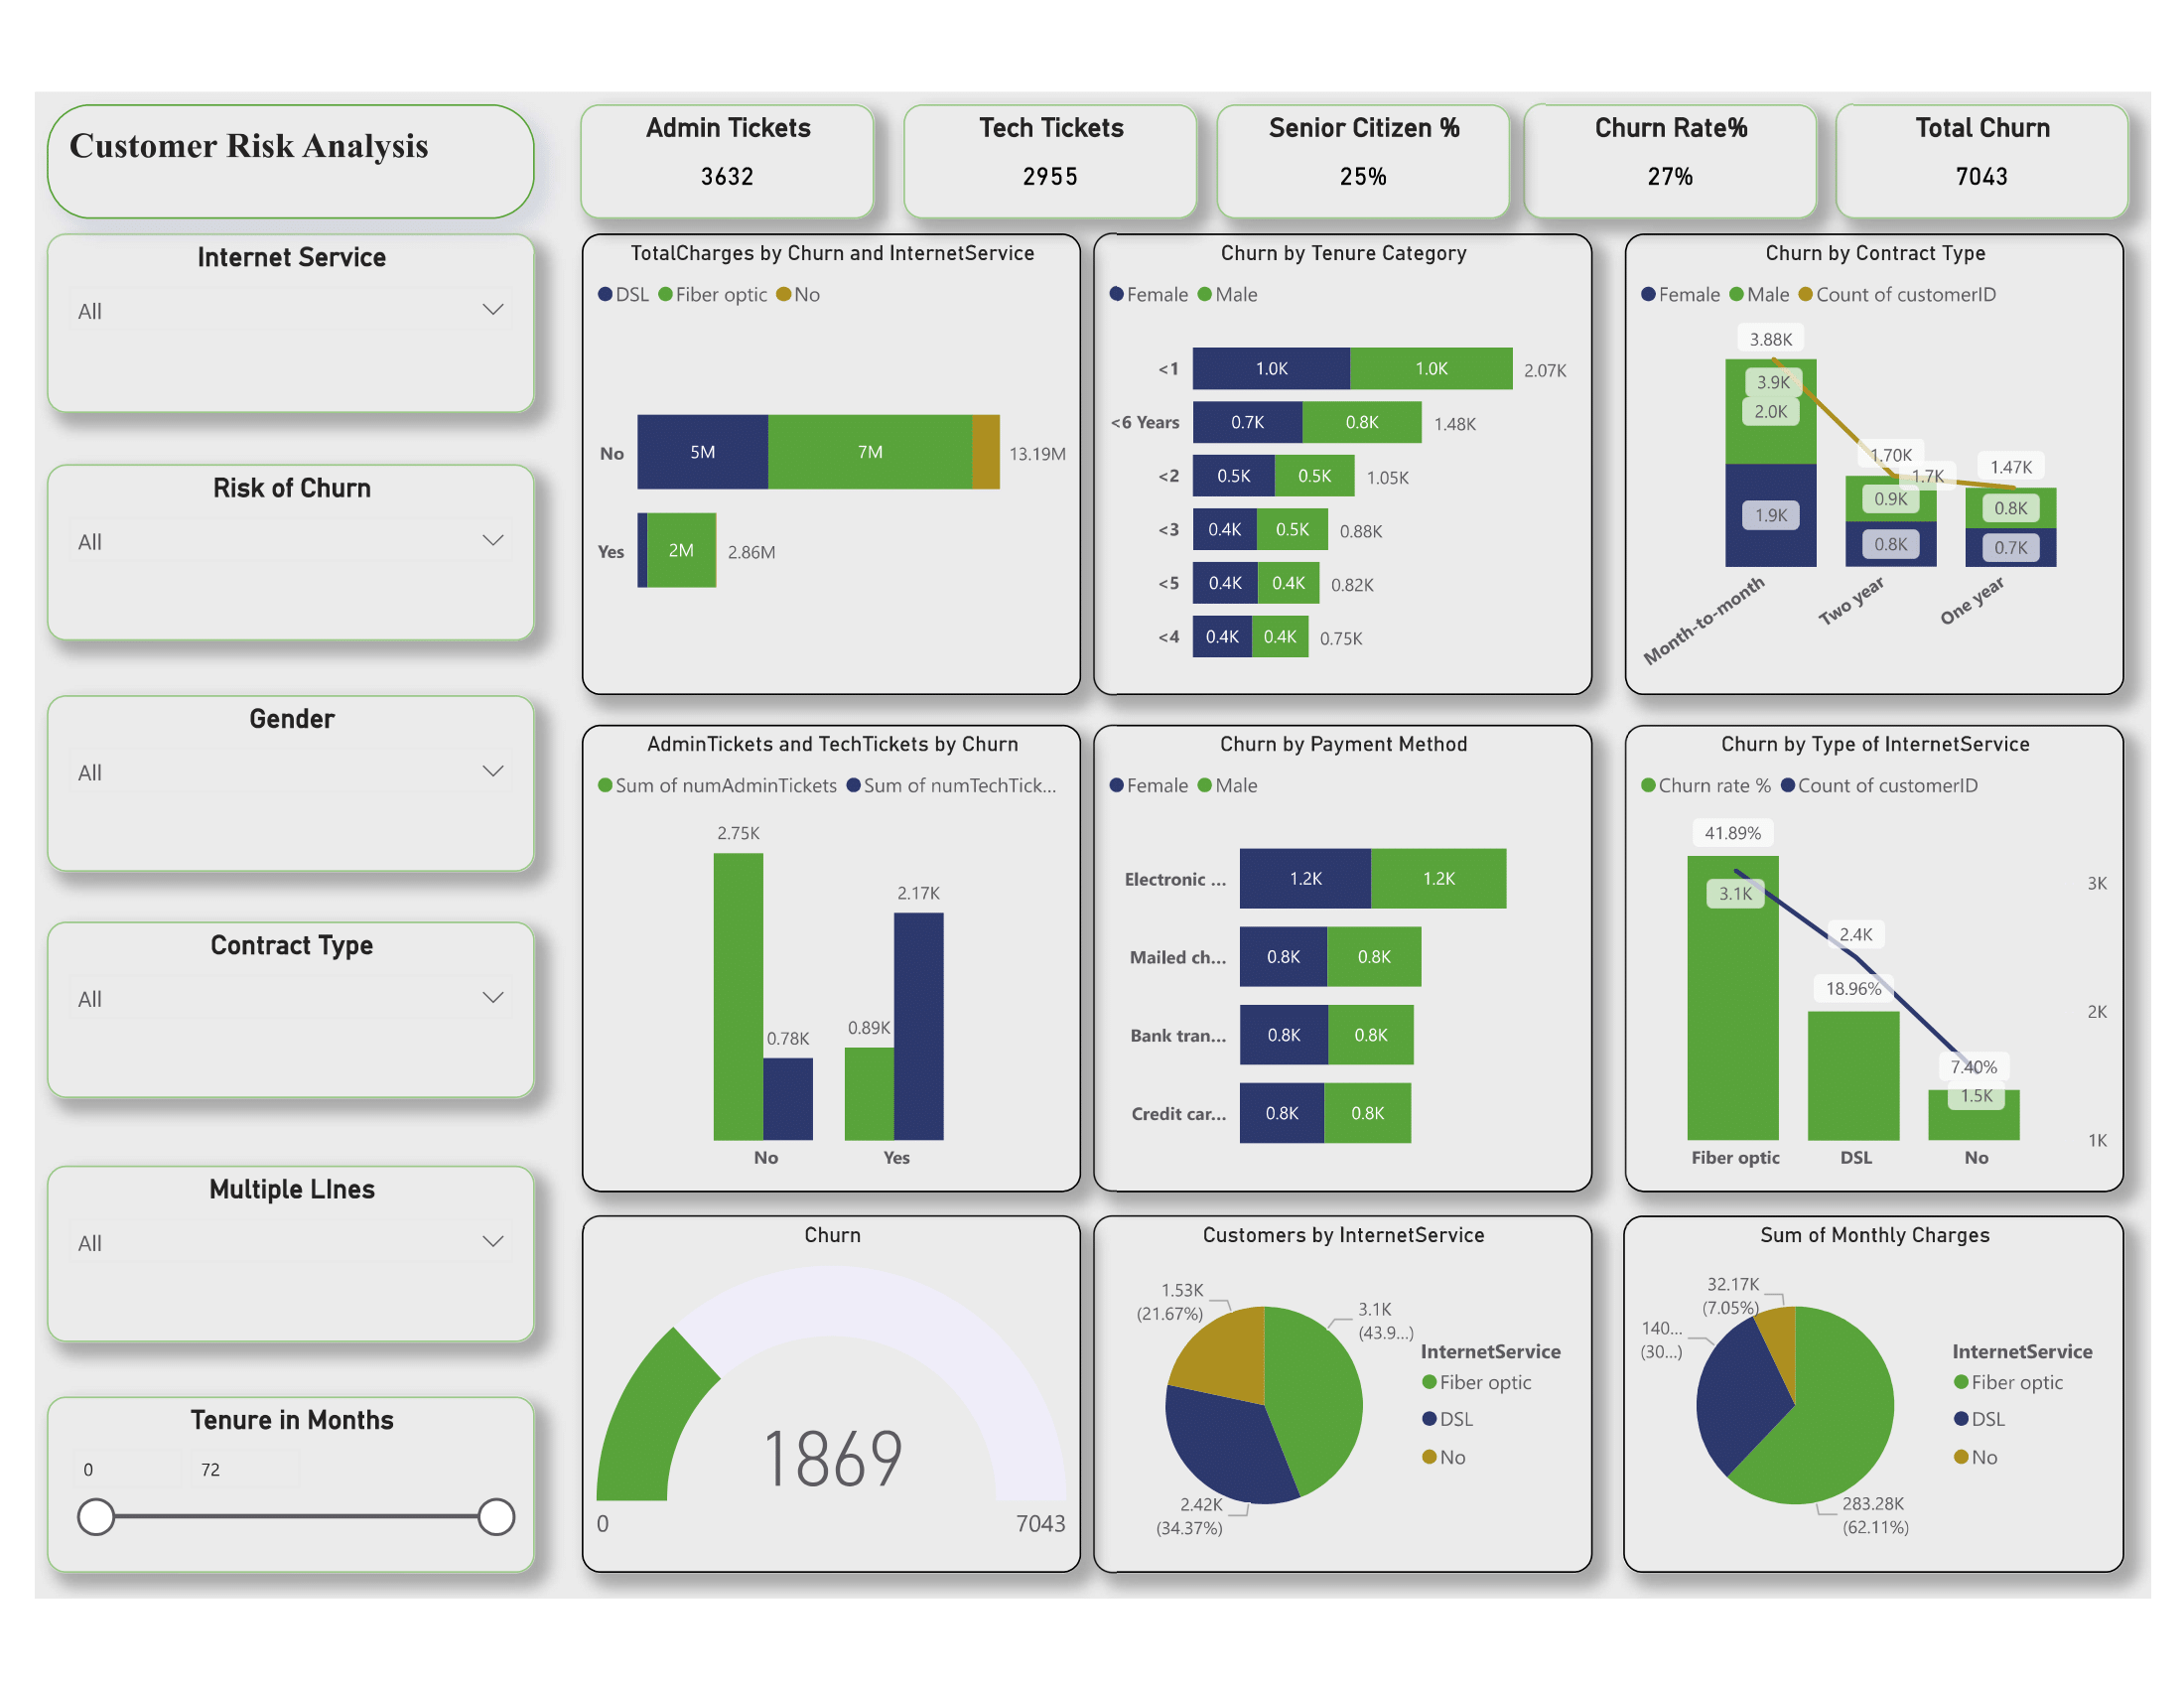 Customer Risk Analysis
Admin Tickets
3632
Tech Tickets
2955
Senior Citizen %
25%
Churn Rate%
27%
Total Churn
7043
Internet Service
All
Risk of Churn
All
Gender
All
Contract Type
All
Multiple LInes
All
Tenure in Months
0 72
TotalCharges by Churn and InternetService
DSL Fiber optic No
No 5M 7M 13.19M
Yes 2M 2.86M
Churn by Tenure Category
Female Male
<1 1.0K 1.0K 2.07K
<6 Years 0.7K 0.8K 1.48K
<2 0.5K 0.5K 1.05K
<3 0.4K 0.5K 0.88K
<5 0.4K 0.4K 0.82K
<4 0.4K 0.4K 0.75K
Churn by Contract Type
Female Male Count of customerID
3.88K
3.9K
2.0K
1.70K
1.7K
1.47K
0.9K
0.8K
1.9K
0.8K
0.7K
Month-to-month
Two year
One year
AdminTickets and TechTickets by Churn
Sum of numAdminTickets Sum of numTechTick...
2.75K
2.17K
0.78K
0.89K
No Yes
Churn by Payment Method
Female Male
Electronic ... 1.2K 1.2K
Mailed ch... 0.8K 0.8K
Bank tran... 0.8K 0.8K
Credit car... 0.8K 0.8K
Churn by Type of InternetService
Churn rate % Count of customerID
41.89%
3.1K
3K
2.4K
18.96%
2K
7.40%
1.5K
1K
Fiber optic DSL No
Churn
1869
0 7043
Customers by InternetService
1.53K
(21.67%)
3.1K
(43.9...)
2.42K
(34.37%)
InternetService
Fiber optic
DSL
No
Sum of Monthly Charges
32.17K
(7.05%)
140...
(30...)
283.28K
(62.11%)
InternetService
Fiber optic
DSL
No